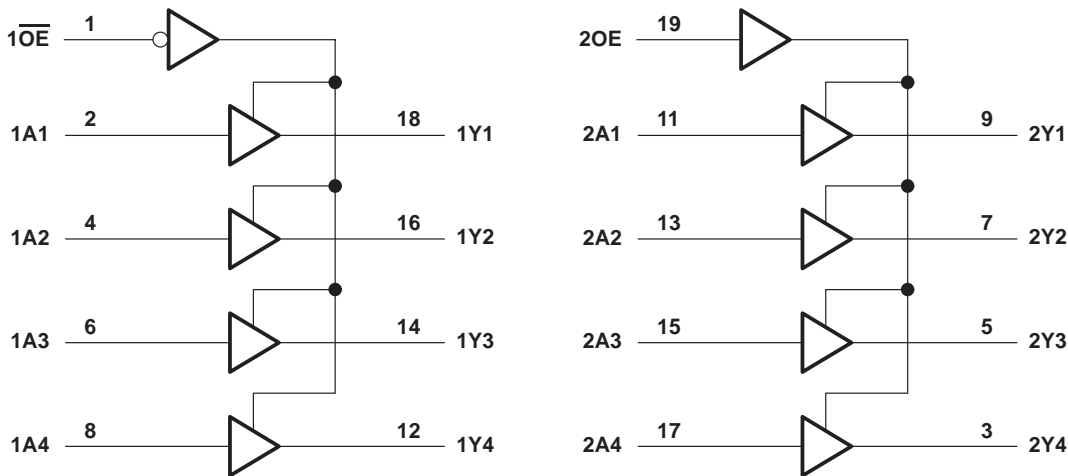 1O̅E̅ 1
2OE 19
1A1 2 18 1Y1
2A1 11 9 2Y1
1A2 4 16 1Y2
2A2 13 7 2Y2
1A3 6 14 1Y3
2A3 15 5 2Y3
1A4 8 12 1Y4
2A4 17 3 2Y4